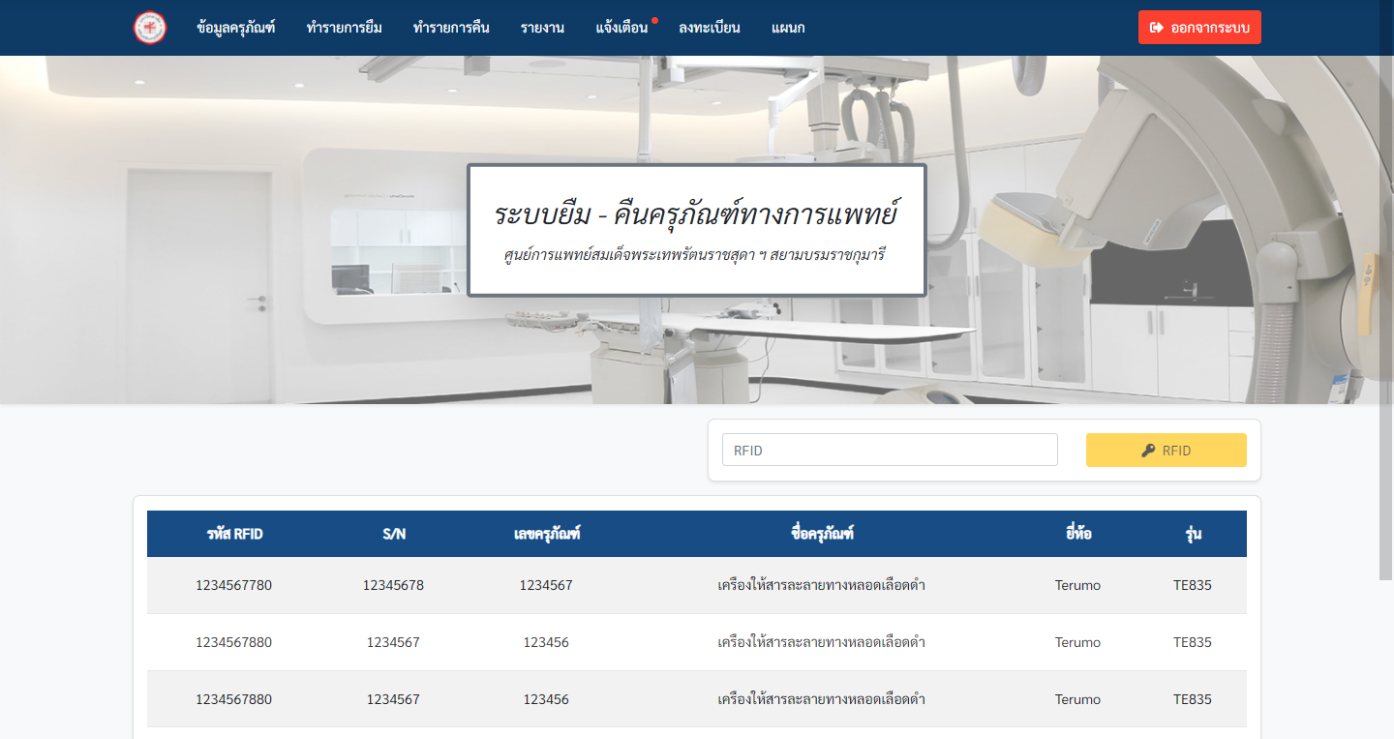 ข้อมูลครุภัณฑ์ ทำรายการยืม ทำรายการคืน รายงาน แจ้งเตือน ลงทะเบียน แผนก ออกจากระบบ
ระบบยืม - คืนครุภัณฑ์ทางการแพทย์
ศูนย์การแพทย์สมเด็จพระเทพรัตนราชสุดา ฯ สยามบรมราชกุมารี
RFID RFID
รหัส RFID S/N เลขครุภัณฑ์ ชื่อครุภัณฑ์ ยี่ห้อ รุ่น
1234567780 12345678 1234567 เครื่องให้สารละลายทางหลอดเลือดดำ Terumo TE835
1234567880 1234567 123456 เครื่องให้สารละลายทางหลอดเลือดดำ Terumo TE835
1234567880 1234567 123456 เครื่องให้สารละลายทางหลอดเลือดดำ Terumo TE835